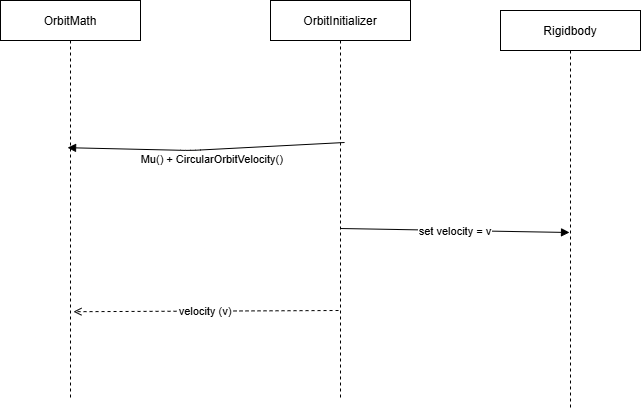 OrbitMath
OrbitInitializer
Rigidbody
Mu() + CircularOrbitVelocity()
set velocity = v
velocity (v)